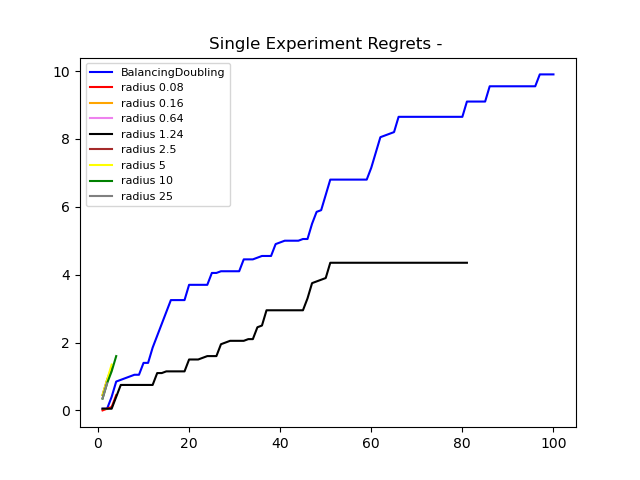 Single Experiment Regrets -
BalancingDoubling
radius 0.08
radius 0.16
radius 0.64
radius 1.24
radius 2.5
radius 5
radius 10
radius 25
10
8
6
4
2
0
0 20 40 60 80 100